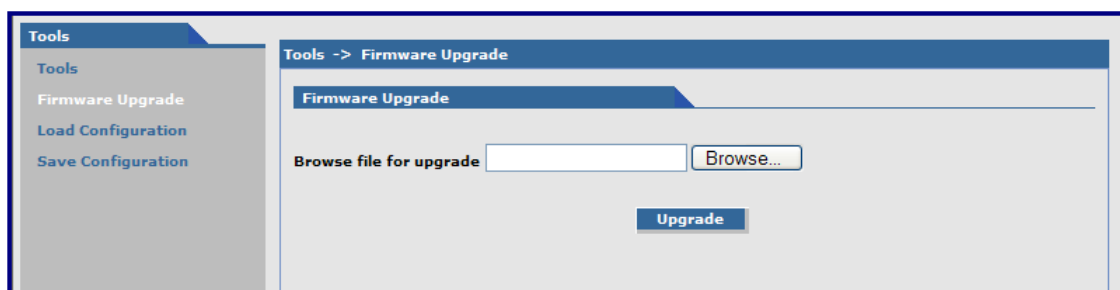 Tools
Tools
Firmware Upgrade
Load Configuration
Save Configuration
Tools -> Firmware Upgrade
Firmware Upgrade
Browse file for upgrade Browse...
Upgrade